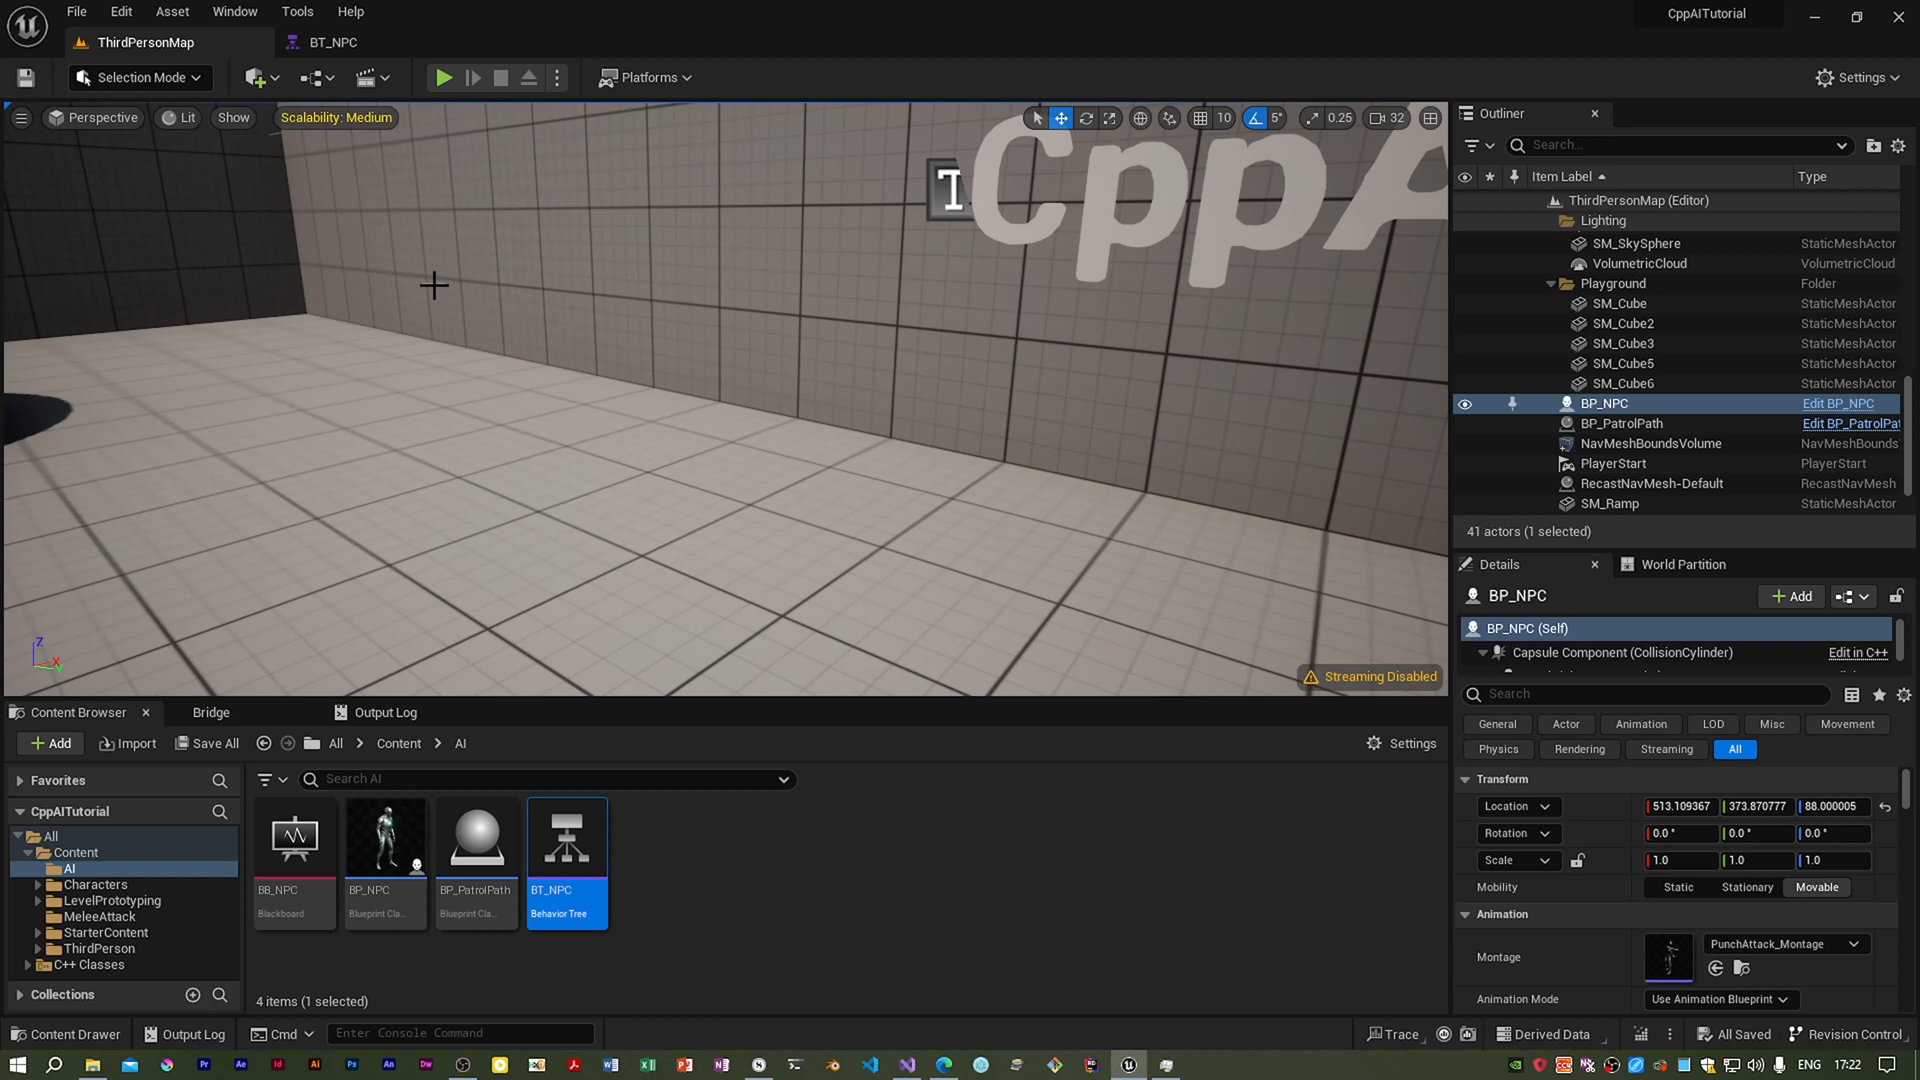 File Edit Asset Window Tools Help
CppAITutorial
ThirdPersonMap
BT_NPC
Selection Mode
Platforms
Settings
Perspective Lit Show Scalability: Medium
10 5° 0.25 32
CppA
Streaming Disabled
Outliner
Search...
Item Label Type
ThirdPersonMap (Editor)
Lighting
SM_SkySphere StaticMeshActor
VolumetricCloud VolumetricCloud
Playground Folder
SM_Cube StaticMeshActor
SM_Cube2 StaticMeshActor
SM_Cube3 StaticMeshActor
SM_Cube5 StaticMeshActor
SM_Cube6 StaticMeshActor
BP_NPC Edit BP_NPC
BP_PatrolPath Edit BP_PatrolPat
NavMeshBoundsVolume NavMeshBounds
PlayerStart PlayerStart
RecastNavMesh-Default RecastNavMesh
SM_Ramp StaticMeshActor
41 actors (1 selected)
Details World Partition
BP_NPC Add
BP_NPC (Self)
Capsule Component (CollisionCylinder) Edit in C++
Search
General Actor Animation LOD Misc Movement
Physics Rendering Streaming All
Transform
Location 513.109367 373.870777 88.000005
Rotation 0.0° 0.0° 0.0°
Scale 1.0 1.0 1.0
Mobility Static Stationary Movable
Animation
Montage PunchAttack_Montage
Animation Mode Use Animation Blueprint
Content Browser Bridge Output Log
Add Import Save All All Content AI Settings
Favorites
CppAITutorial
All
Content
AI
Characters
LevelPrototyping
MeleeAttack
StarterContent
ThirdPerson
C++ Classes
Collections
Search AI
BB_NPC
Blackboard
BP_NPC
Blueprint Cla...
BP_PatrolPath
Blueprint Cla...
BT_NPC
Behavior Tree
4 items (1 selected)
Content Drawer Output Log Cmd Enter Console Command
Trace Derived Data All Saved Revision Control
ENG 17:22